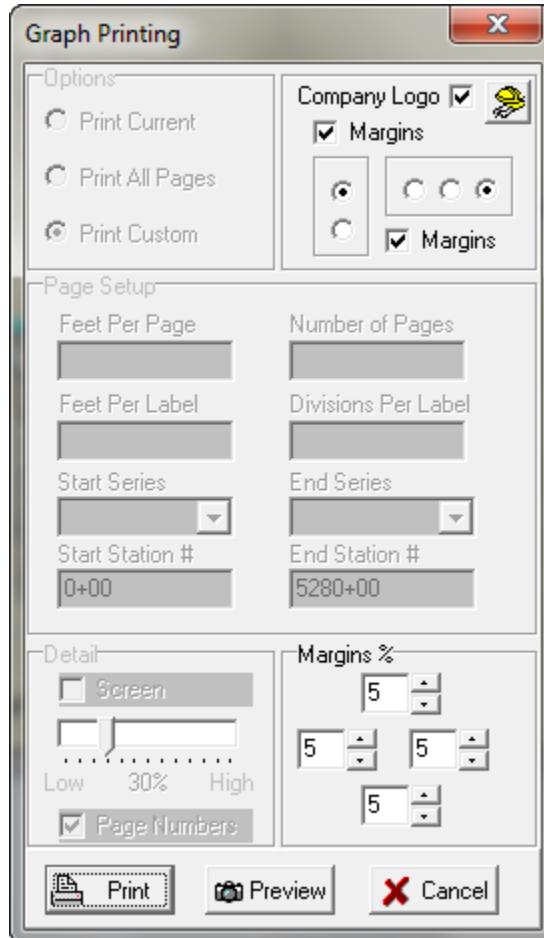 Graph Printing
Options
Print Current
Print All Pages
Print Custom
Company Logo
Margins
Margins
Page Setup
Feet Per Page
Number of Pages
Feet Per Label
Divisions Per Label
Start Series
End Series
Start Station #
End Station #
0+00
5280+00
Detail
Screen
Low 30% High
Page Numbers
Margins %
5
5 5
5
Print Preview Cancel